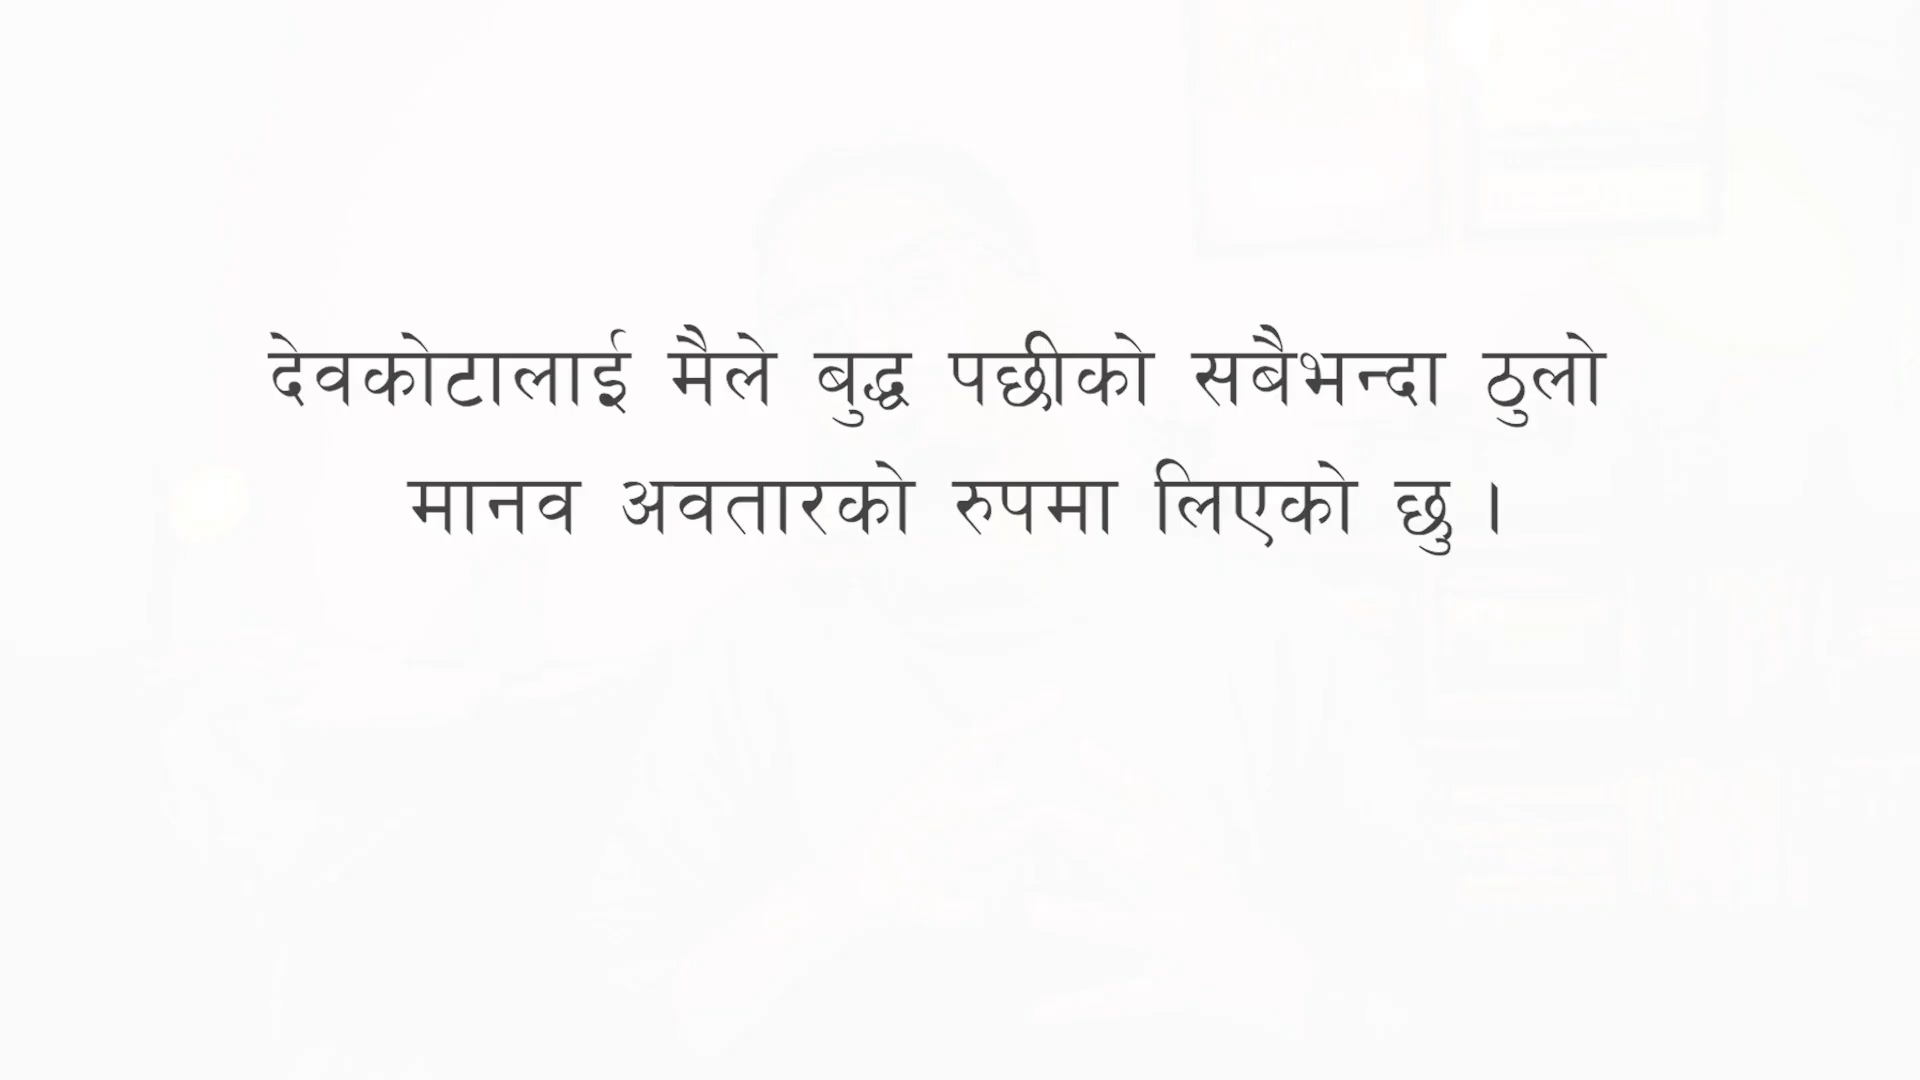 देवकोटालाई मैले बुद्ध पछीको सबैभन्दा ठुलो
मानव अवतारको रुपमा लिएको छु ।